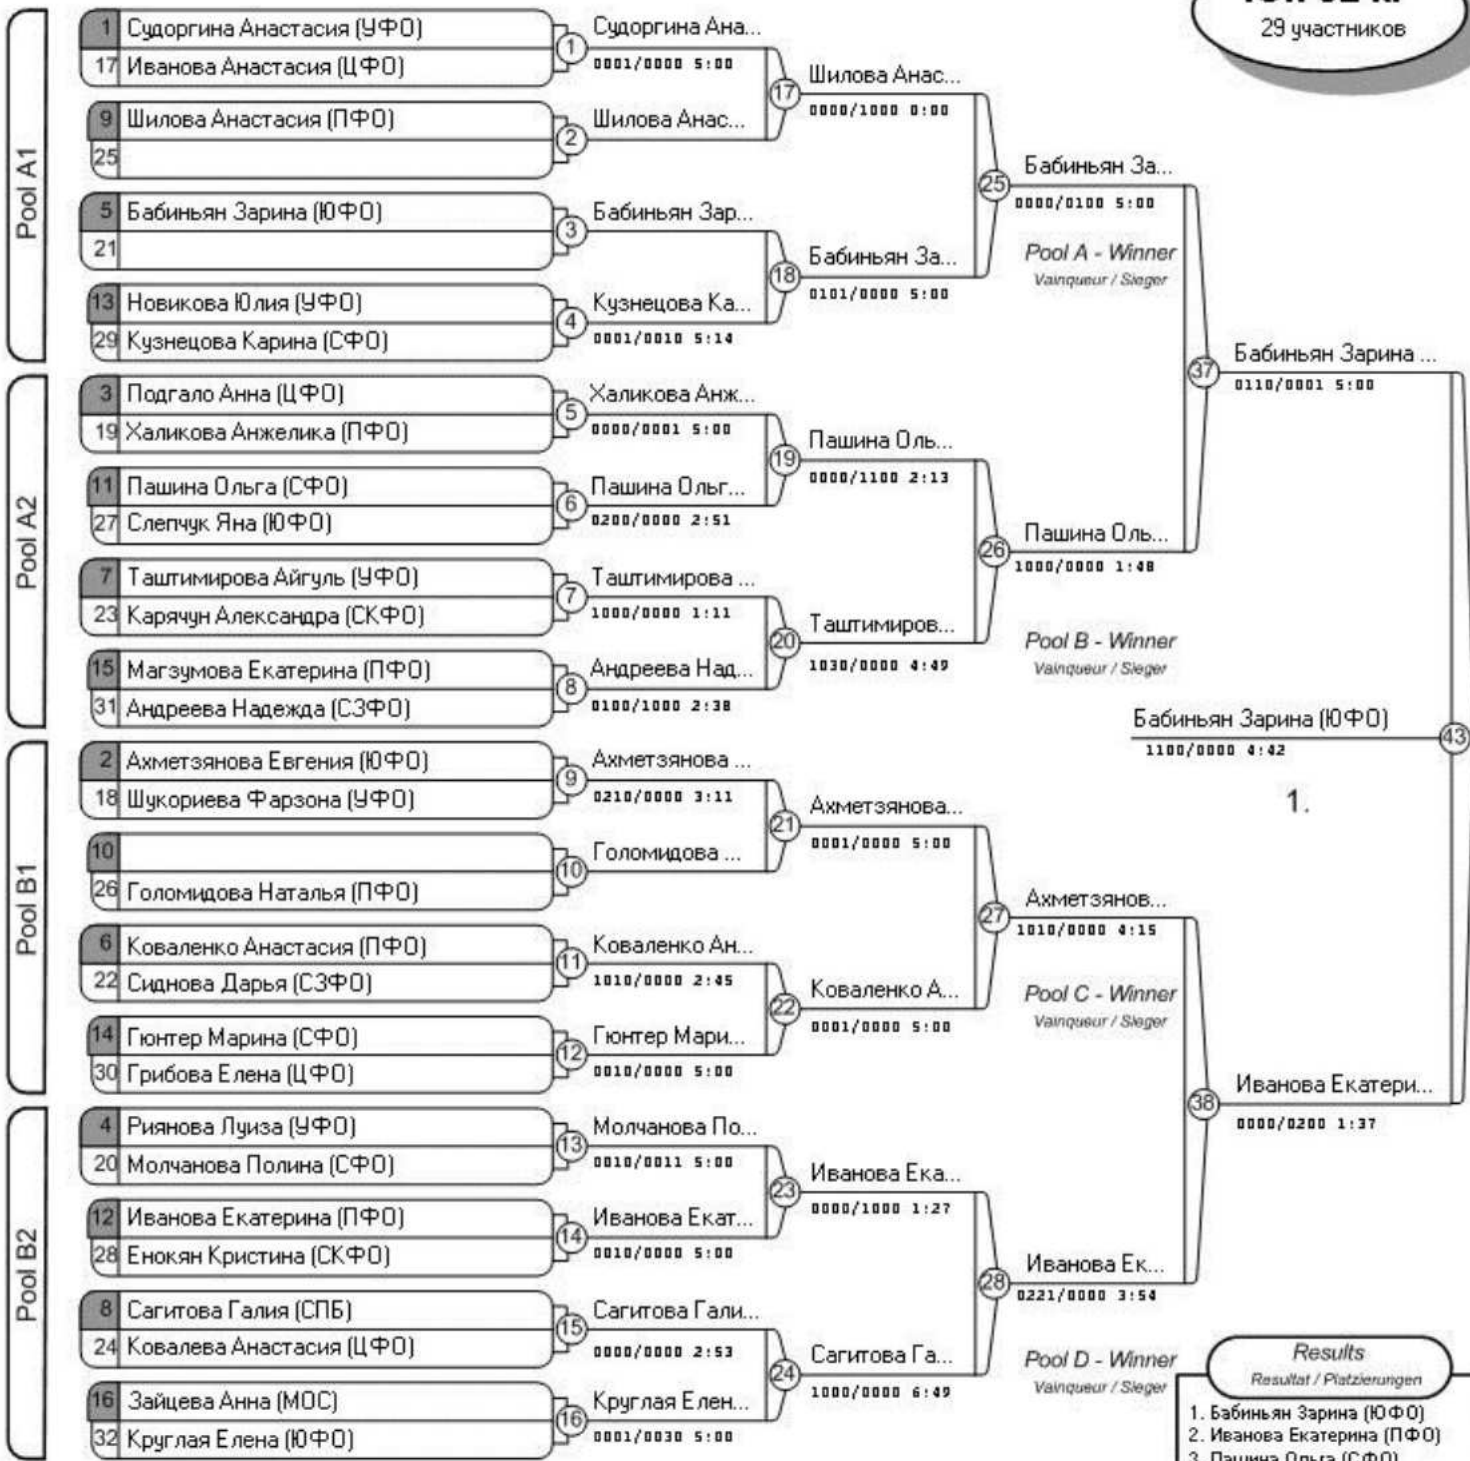 29 участников
Pool A1
1 Судоргина Анастасия (УФО)
17 Иванова Анастасия (ЦФО)
9 Шилова Анастасия (ПФО)
25
5 Бабиньян Зарина (ЮФО)
21
13 Новикова Юлия (УФО)
29 Кузнецова Карина (СФО)
Pool A2
3 Подгало Анна (ЦФО)
19 Халикова Анжелика (ПФО)
11 Пашина Ольга (СФО)
27 Слепчук Яна (ЮФО)
7 Таштимирова Айгуль (УФО)
23 Карячун Александра (СКФО)
15 Магзумова Екатерина (ПФО)
31 Андреева Надежда (СЗФО)
Pool B1
2 Ахметзянова Евгения (ЮФО)
18 Шукориева Фарзона (УФО)
10
26 Голомидова Наталья (ПФО)
6 Коваленко Анастасия (ПФО)
22 Сиднова Дарья (СЗФО)
14 Гюнтер Марина (СФО)
30 Грибова Елена (ЦФО)
Pool B2
4 Риянова Луиза (УФО)
20 Молчанова Полина (СФО)
12 Иванова Екатерина (ПФО)
28 Енокян Кристина (СКФО)
8 Сагитова Галия (СПБ)
24 Ковалева Анастасия (ЦФО)
16 Зайцева Анна (МОС)
32 Круглая Елена (ЮФО)
1 Судоргина Ана...
0001/0000 5:00
2 Шилова Анас...
3 Бабиньян Зар...
4 Кузнецова Ка...
0001/0010 5:14
5 Халикова Анж...
0000/0001 5:00
6 Пашина Ольг...
0200/0000 2:51
7 Таштимирова ...
1000/0000 1:11
8 Андреева Над...
0100/1000 2:38
9 Ахметзянова ...
0210/0000 3:11
10 Голомидова ...
11 Коваленко Ан...
1010/0000 2:45
12 Гюнтер Мари...
0010/0000 5:00
13 Молчанова По...
0010/0011 5:00
14 Иванова Екат...
0010/0000 5:00
15 Сагитова Гали...
0000/0000 2:53
16 Круглая Елен...
0001/0030 5:00
17 Шилова Анас...
0000/1000 0:00
18 Бабиньян За...
0101/0000 5:00
19 Пашина Оль...
0000/1100 2:13
20 Таштимиров...
1030/0000 4:49
21 Ахметзянова...
0001/0000 5:00
22 Коваленко А...
0001/0000 5:00
23 Иванова Ека...
0000/1000 1:27
24 Сагитова Га...
1000/0000 6:49
25 Бабиньян За...
0000/0100 5:00
Pool A - Winner
Vainqueur / Sieger
26 Пашина Оль...
1000/0000 1:48
Pool B - Winner
Vainqueur / Sieger
27 Ахметзянов...
1010/0000 4:15
Pool C - Winner
Vainqueur / Sieger
28 Иванова Ек...
0221/0000 3:54
Pool D - Winner
Vainqueur / Sieger
37 Бабиньян Зарина ...
0110/0001 5:00
38 Иванова Екатери...
0000/0200 1:37
Бабиньян Зарина (ЮФО) 43
1100/0000 4:42
1.
Results
Resultat / Platzierungen
1. Бабиньян Зарина (ЮФО)
2. Иванова Екатерина (ПФО)
3. Пашина Ольга (СФО)